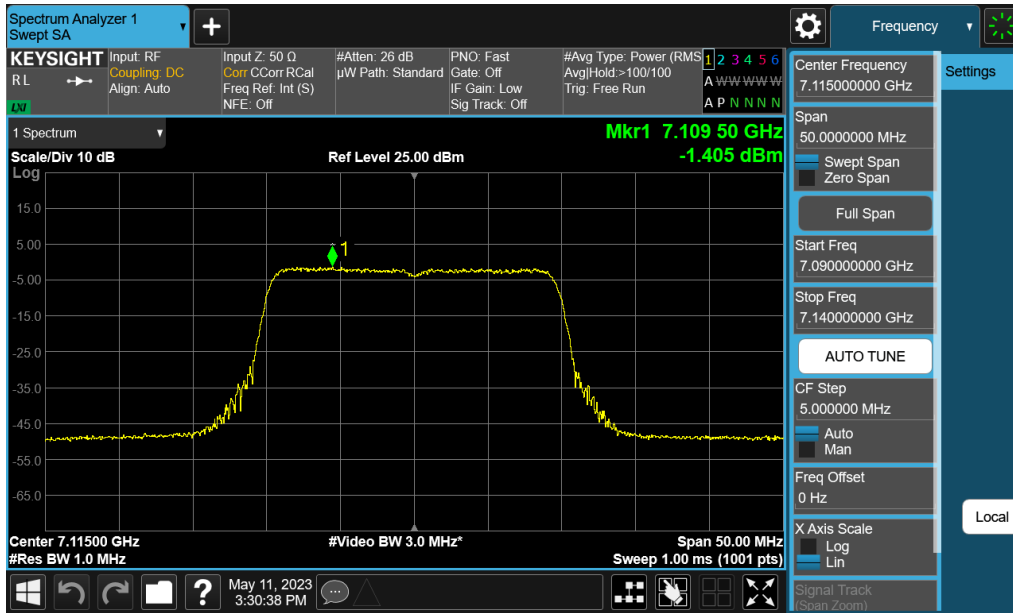 Spectrum Analyzer 1
Swept SA
+
Frequency
KEYSIGHT
RL
LXI
Input: RF
Coupling: DC
Align: Auto
Input Z: 50 Ω
Corr CCorr RCal
Freq Ref: Int (S)
NFE: Off
#Atten: 26 dB
µW Path: Standard
PNO: Fast
Gate: Off
IF Gain: Low
Sig Track: Off
#Avg Type: Power (RMS
Avg|Hold:>100/100
Trig: Free Run
1 2 3 4 5 6
A W W W W W
A P N N N N
1 Spectrum
Mkr1 7.109 50 GHz
-1.405 dBm
Scale/Div 10 dB
Ref Level 25.00 dBm
Log
15.0
5.00
-5.00
-15.0
-25.0
-35.0
-45.0
-55.0
-65.0
1
Center 7.11500 GHz
#Video BW 3.0 MHz*
Span 50.00 MHz
#Res BW 1.0 MHz
Sweep 1.00 ms (1001 pts)
?
May 11, 2023
3:30:38 PM
Center Frequency
7.115000000 GHz
Span
50.0000000 MHz
Swept Span
Zero Span
Full Span
Start Freq
7.090000000 GHz
Stop Freq
7.140000000 GHz
AUTO TUNE
CF Step
5.000000 MHz
Auto
Man
Freq Offset
0 Hz
X Axis Scale
Log
Lin
Signal Track
(Span Zoom)
Settings
Local